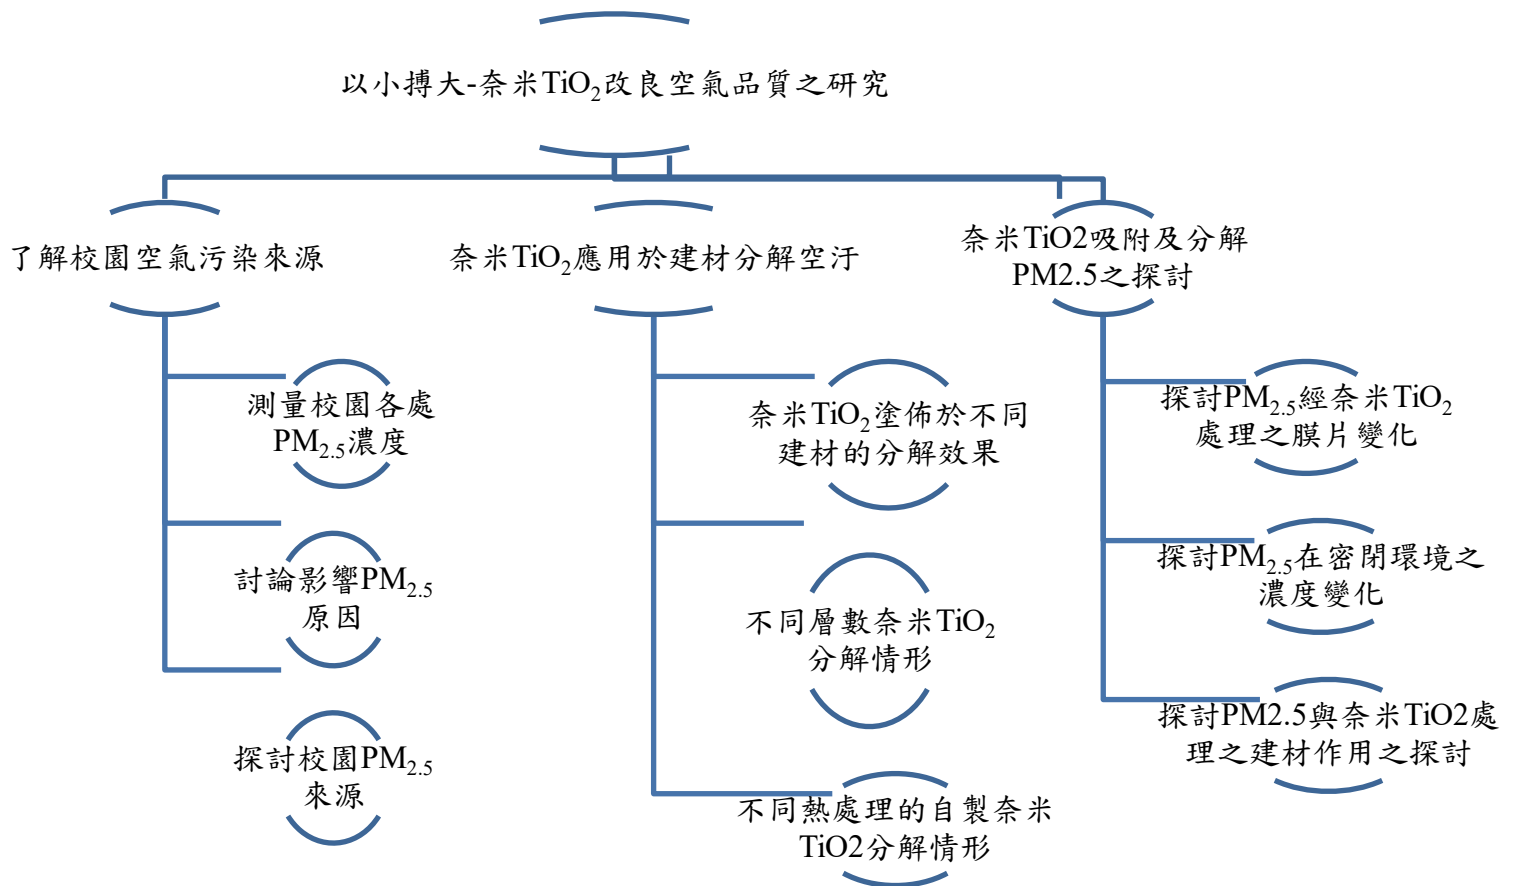 以小搏大-奈米TiO₂改良空氣品質之研究
了解校園空氣污染來源
奈米TiO₂應用於建材分解空汙
奈米TiO2吸附及分解
PM2.5之探討
測量校園各處
PM₂.₅濃度
討論影響PM₂.₅
原因
探討校園PM₂.₅
來源
奈米TiO₂塗佈於不同
建材的分解效果
不同層數奈米TiO₂
分解情形
不同熱處理的自製奈米
TiO2分解情形
探討PM₂.₅經奈米TiO₂
處理之膜片變化
探討PM₂.₅在密閉環境之
濃度變化
探討PM2.5與奈米TiO2處
理之建材作用之探討